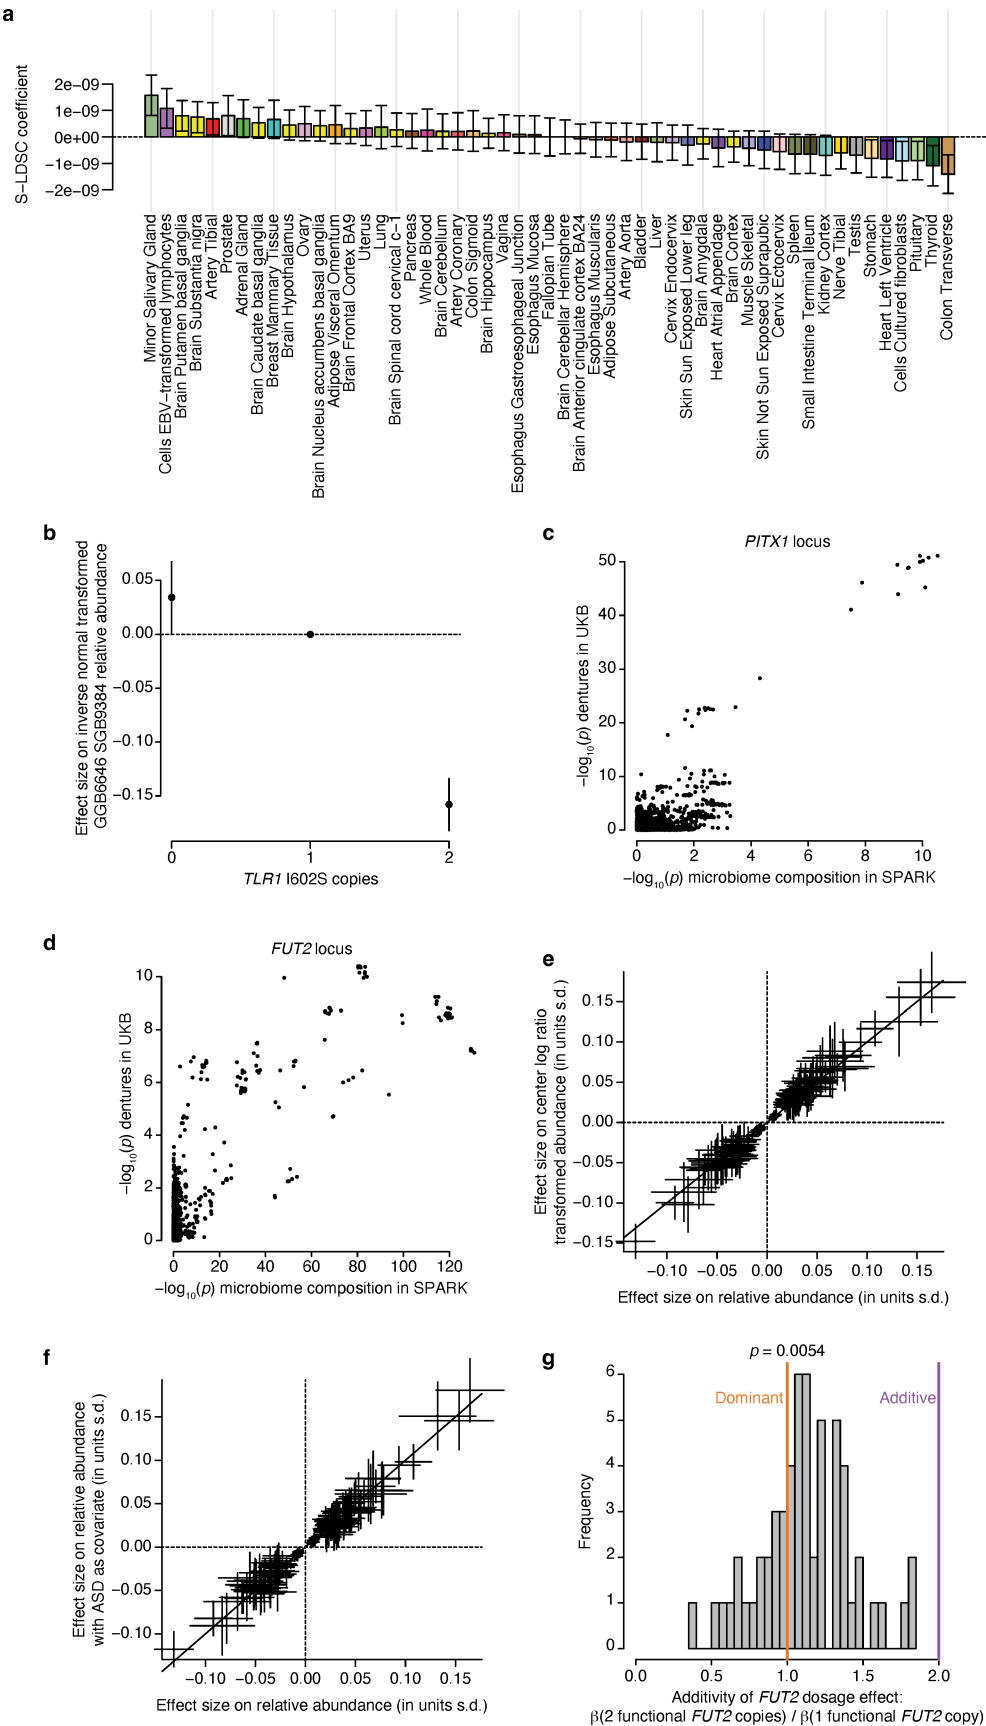 a
S−LDSC coefficient
2e−09
1e−09
0e+00
−1e−09
−2e−09
Minor Salivary Gland
Cells EBV−transformed lymphocytes
Brain Putamen basal ganglia
Brain Substantia nigra
Artery Tibial
Prostate
Adrenal Gland
Brain Caudate basal ganglia
Breast Mammary Tissue
Brain Hypothalamus
Ovary
Brain Nucleus accumbens basal ganglia
Adipose Visceral Omentum
Brain Frontal Cortex BA9
Uterus
Lung
Brain Spinal cord cervical c−1
Pancreas
Whole Blood
Brain Cerebellum
Artery Coronary
Colon Sigmoid
Brain Hippocampus
Vagina
Esophagus Gastroesophageal Junction
Esophagus Mucosa
Fallopian Tube
Brain Cerebellar Hemisphere
Brain Anterior cingulate cortex BA24
Esophagus Muscularis
Adipose Subcutaneous
Artery Aorta
Bladder
Liver
Cervix Endocervix
Skin Sun Exposed Lower leg
Brain Amygdala
Heart Atrial Appendage
Brain Cortex
Muscle Skeletal
Skin Not Sun Exposed Suprapubic
Cervix Ectocervix
Spleen
Small Intestine Terminal Ileum
Kidney Cortex
Nerve Tibial
Testis
Stomach
Heart Left Ventricle
Cells Cultured fibroblasts
Pituitary
Thyroid
Colon Transverse
b
Effect size on inverse normal transformed
GGB6646 SGB9384 relative abundance
0.05
0.00
−0.05
−0.10
−0.15
0 1 2
TLR1 I602S copies
c
PITX1 locus
−log10(p) dentures in UKB
50
40
30
20
10
0
0 2 4 6 8 10
−log10(p) microbiome composition in SPARK
d
FUT2 locus
−log10(p) dentures in UKB
10
8
6
4
2
0
0 20 40 60 80 100 120
−log10(p) microbiome composition in SPARK
e
Effect size on center log ratio
transformed abundance (in units s.d.)
0.15
0.10
0.05
0.00
−0.05
−0.10
−0.15
−0.10 −0.05 0.00 0.05 0.10 0.15
Effect size on relative abundance (in units s.d.)
f
Effect size on relative abundance
with ASD as covariate (in units s.d.)
0.15
0.10
0.05
0.00
−0.05
−0.10
−0.10 −0.05 0.00 0.05 0.10 0.15
Effect size on relative abundance (in units s.d.)
g
p = 0.0054
Dominant
Additive
Frequency
6
5
4
3
2
1
0
0.0 0.5 1.0 1.5 2.0
Additivity of FUT2 dosage effect:
β(2 functional FUT2 copies) / β(1 functional FUT2 copy)